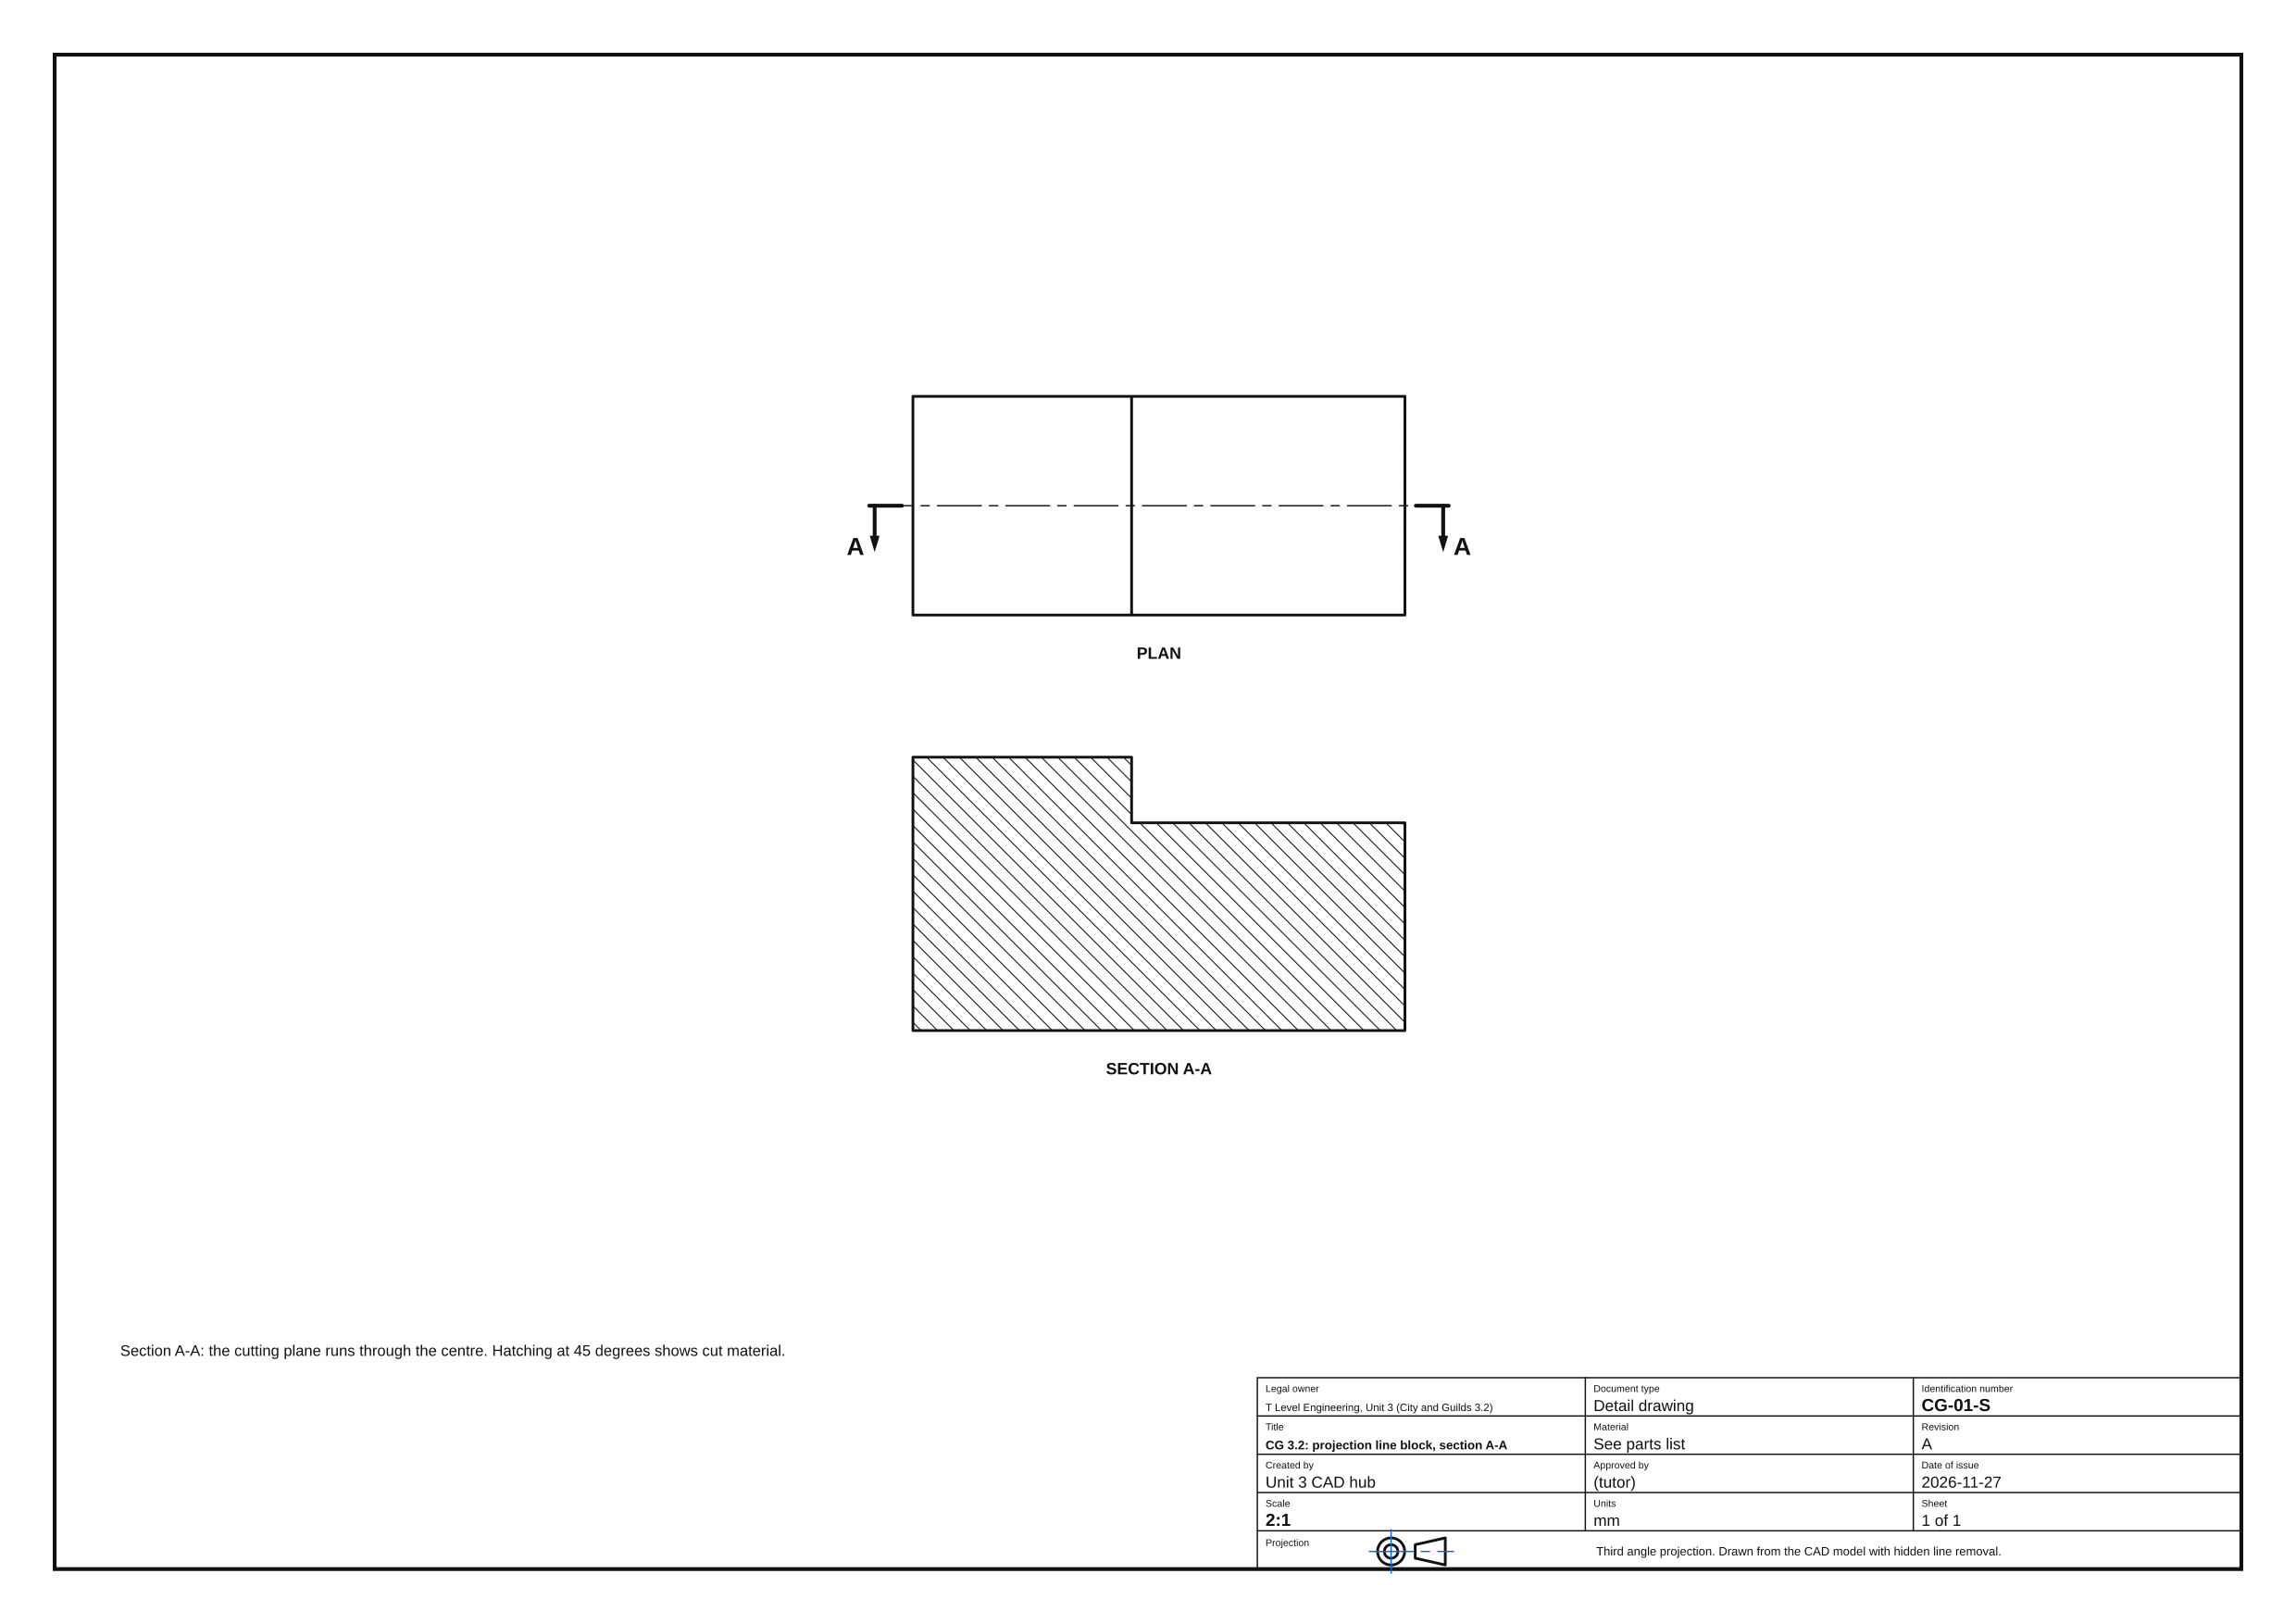 A
A
PLAN
SECTION A-A
Section A-A: the cutting plane runs through the centre. Hatching at 45 degrees shows cut material.
Legal owner
T Level Engineering, Unit 3 (City and Guilds 3.2)
Document type
Detail drawing
Identification number
CG-01-S
Title
CG 3.2: projection line block, section A-A
Material
See parts list
Revision
A
Created by
Unit 3 CAD hub
Approved by
(tutor)
Date of issue
2026-11-27
Scale
2:1
Units
mm
Sheet
1 of 1
Projection
Third angle projection. Drawn from the CAD model with hidden line removal.